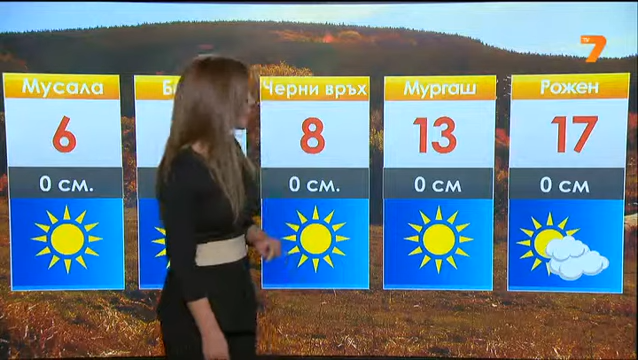 7
Мусала
Черни връх
Мургаш
Рожен
6
8
13
17
0 см.
0 см.
0 см
0 см